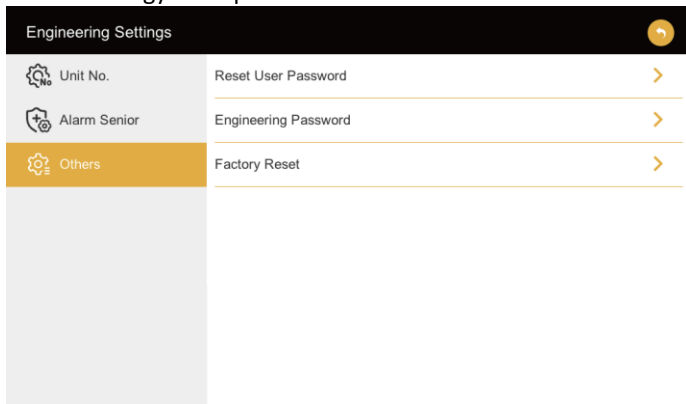 Engineering Settings
Unit No.
Alarm Senior
Others
Reset User Password
Engineering Password
Factory Reset